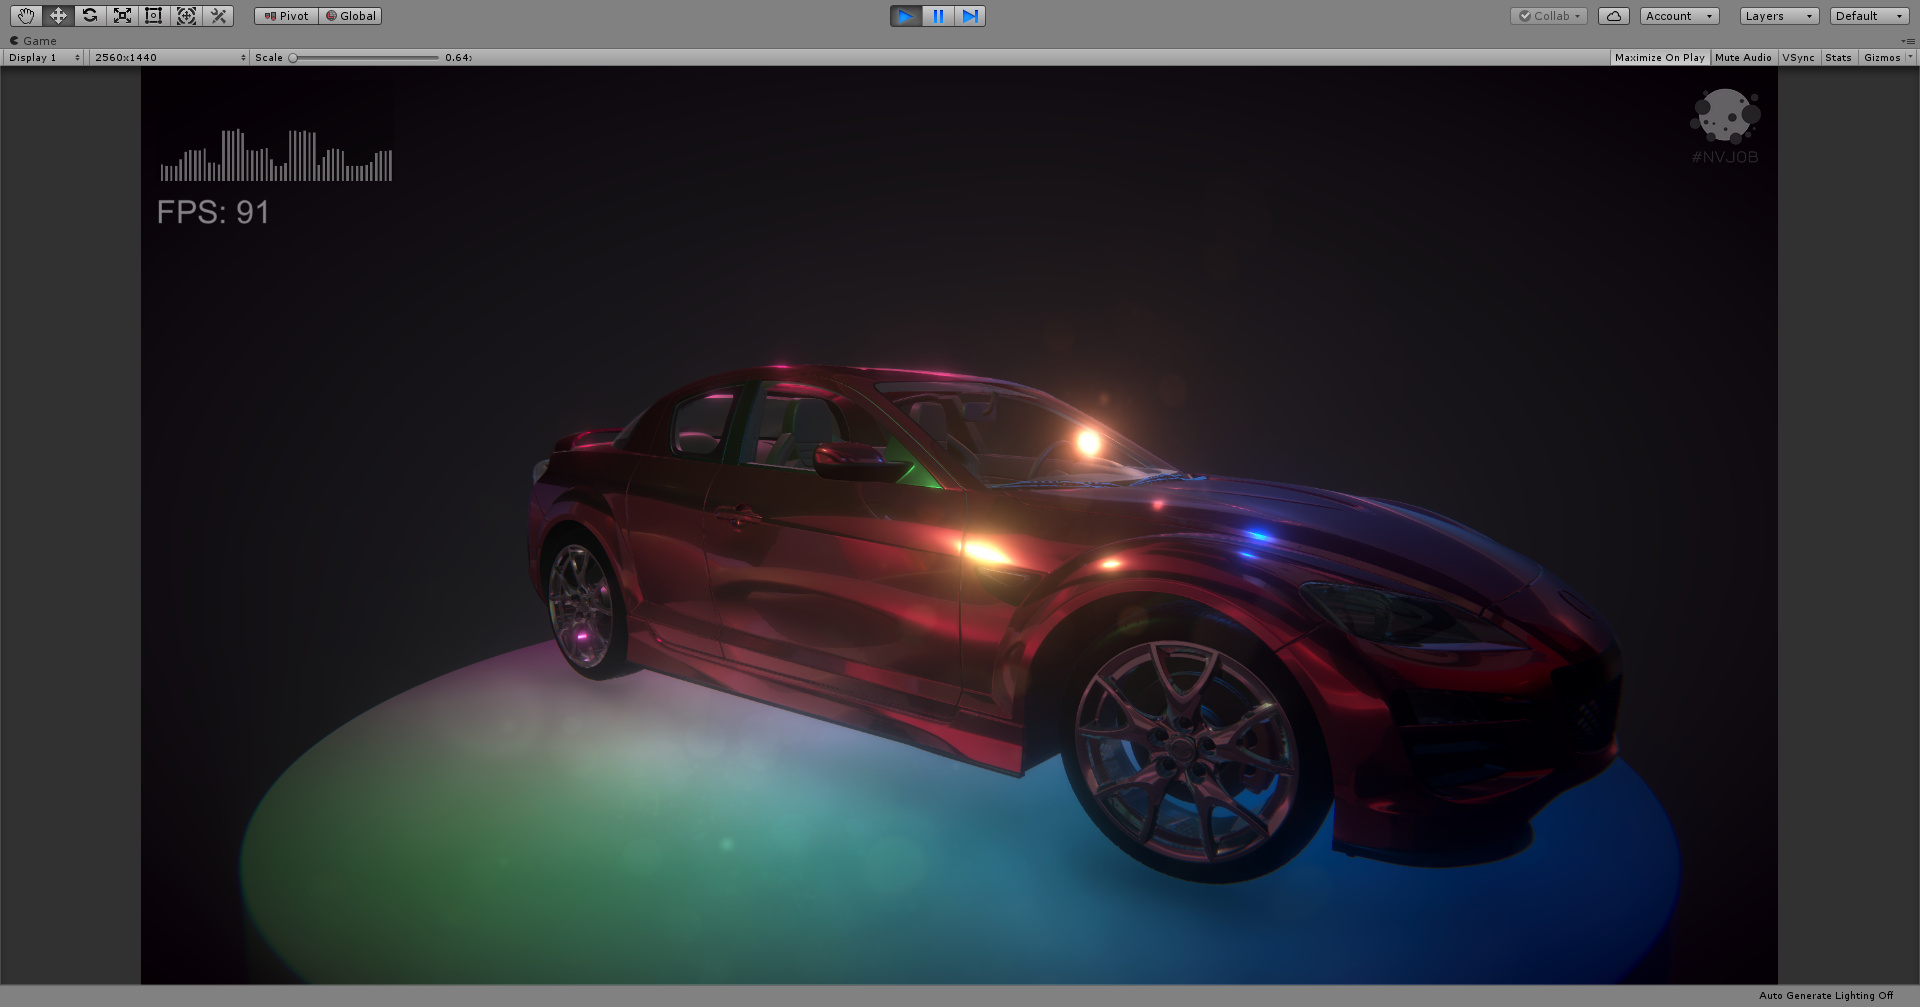 Pivot Global Collab Account Layers Default
Game
Display 1 2560x1440 Scale 0.64x Maximize On Play Mute Audio VSync Stats Gizmos
#NVJOB
FPS: 91
Auto Generate Lighting Off